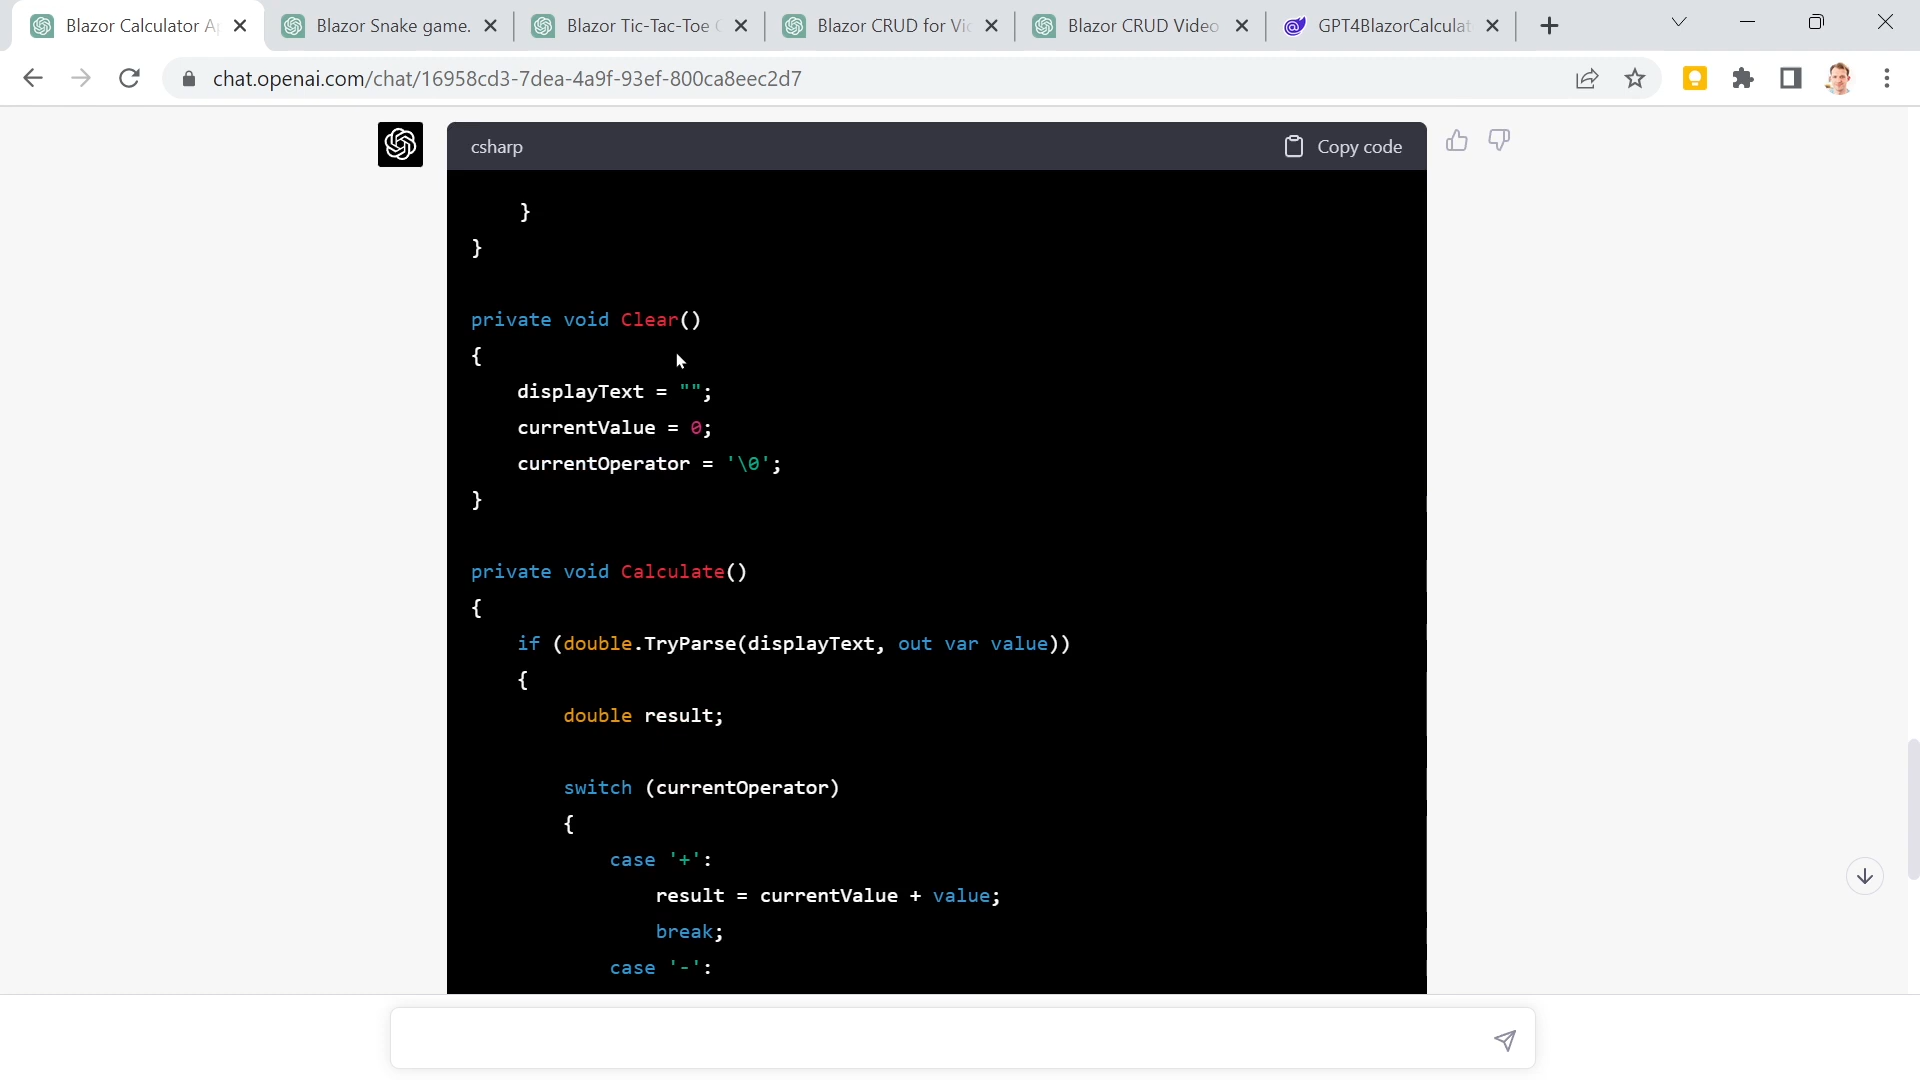 Blazor Calculator A
Blazor Snake game.
Blazor Tic-Tac-Toe
Blazor CRUD for Vi
Blazor CRUD Video
GPT4BlazorCalculat
chat.openai.com/chat/16958cd3-7dea-4a9f-93ef-800ca8eec2d7
csharp
Copy code
}
}
private void Clear()
{
displayText = "";
currentValue = 0;
currentOperator = '\0';
}
private void Calculate()
{
if (double.TryParse(displayText, out var value))
{
double result;
switch (currentOperator)
{
case '+':
result = currentValue + value;
break;
case '-':